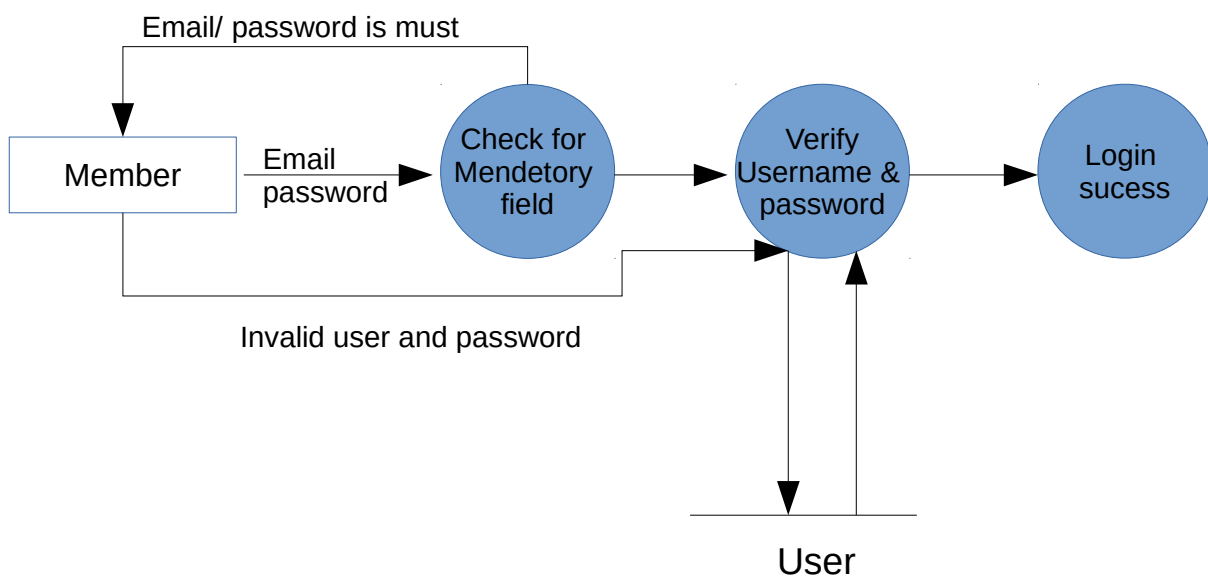 Email/ password is must
Member
Email
password
Check for
Mendetory
field
Verify
Username &
password
Login
sucess
Invalid user and password
User